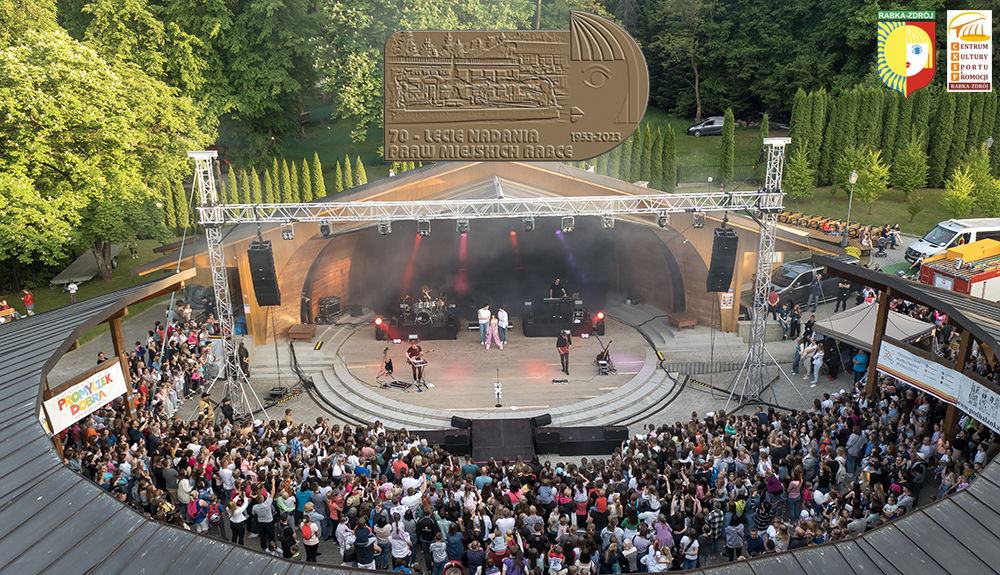 70 - LECIE NADANIA
PRAW MIEJSKICH RABCE
1953-2023
RABKA-ZDRÓJ
CENTRUM
KULTURY
SPORTU
PROMOCJI
RABKA-ZDRÓJ
PROMYCZEK
DOBRA